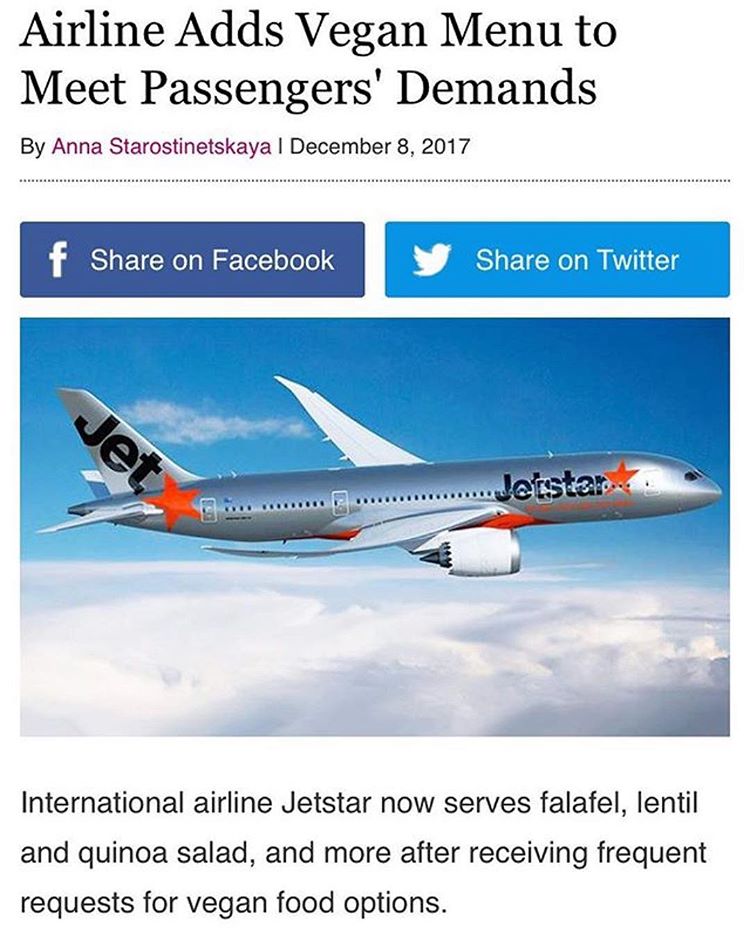 Airline Adds Vegan Menu to
Meet Passengers' Demands
By Anna Starostinetskaya | December 8, 2017
f Share on Facebook
Share on Twitter
Jet
Jetstar
International airline Jetstar now serves falafel, lentil
and quinoa salad, and more after receiving frequent
requests for vegan food options.